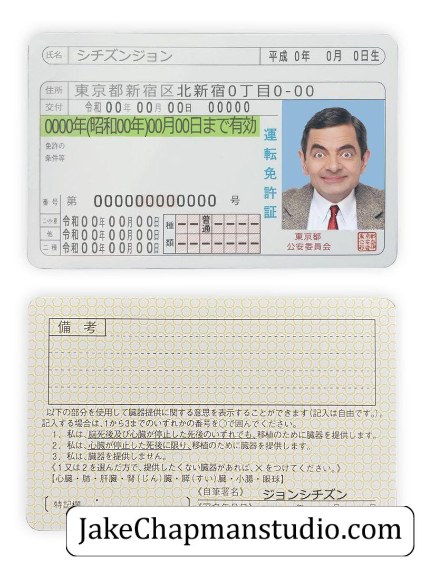 氏名 シチズンジョン 平成 0年 0月 0日生
住所 東京都新宿区北新宿0丁目0-00
交付 令和 00年 00月 00日 00000
0000年(昭和00年)00月00日まで有効
免許の
条件等
運転免許証
番号 第 000000000000 号
令和00年00月00日
他 令和00年00月00日
二種 令和00年00月00日
種類 普通
東京都
公安委員会
備考
以下の部分を使用して臓器提供に関する意思を表示することができます(記入は自由です。)
記入する場合は、1から3までのいずれかの番号を○で囲んでください。
1. 私は、脳死後及び心臓が停止した死後のいずれでも、移植のために臓器を提供します。
2. 私は、心臓が停止した死後に限り、移植のために臓器を提供します。
3. 私は、臓器を提供しません。
《1又は2を選んだ方で、提供したくない臓器があれば、×をつけてください。》
【心臓・肺・肝臓・腎(じん)臓・膵(すい)臓・小腸・眼球】
《自筆署名》 ジョンシチズン
特記欄
JakeChapmanstudio.com